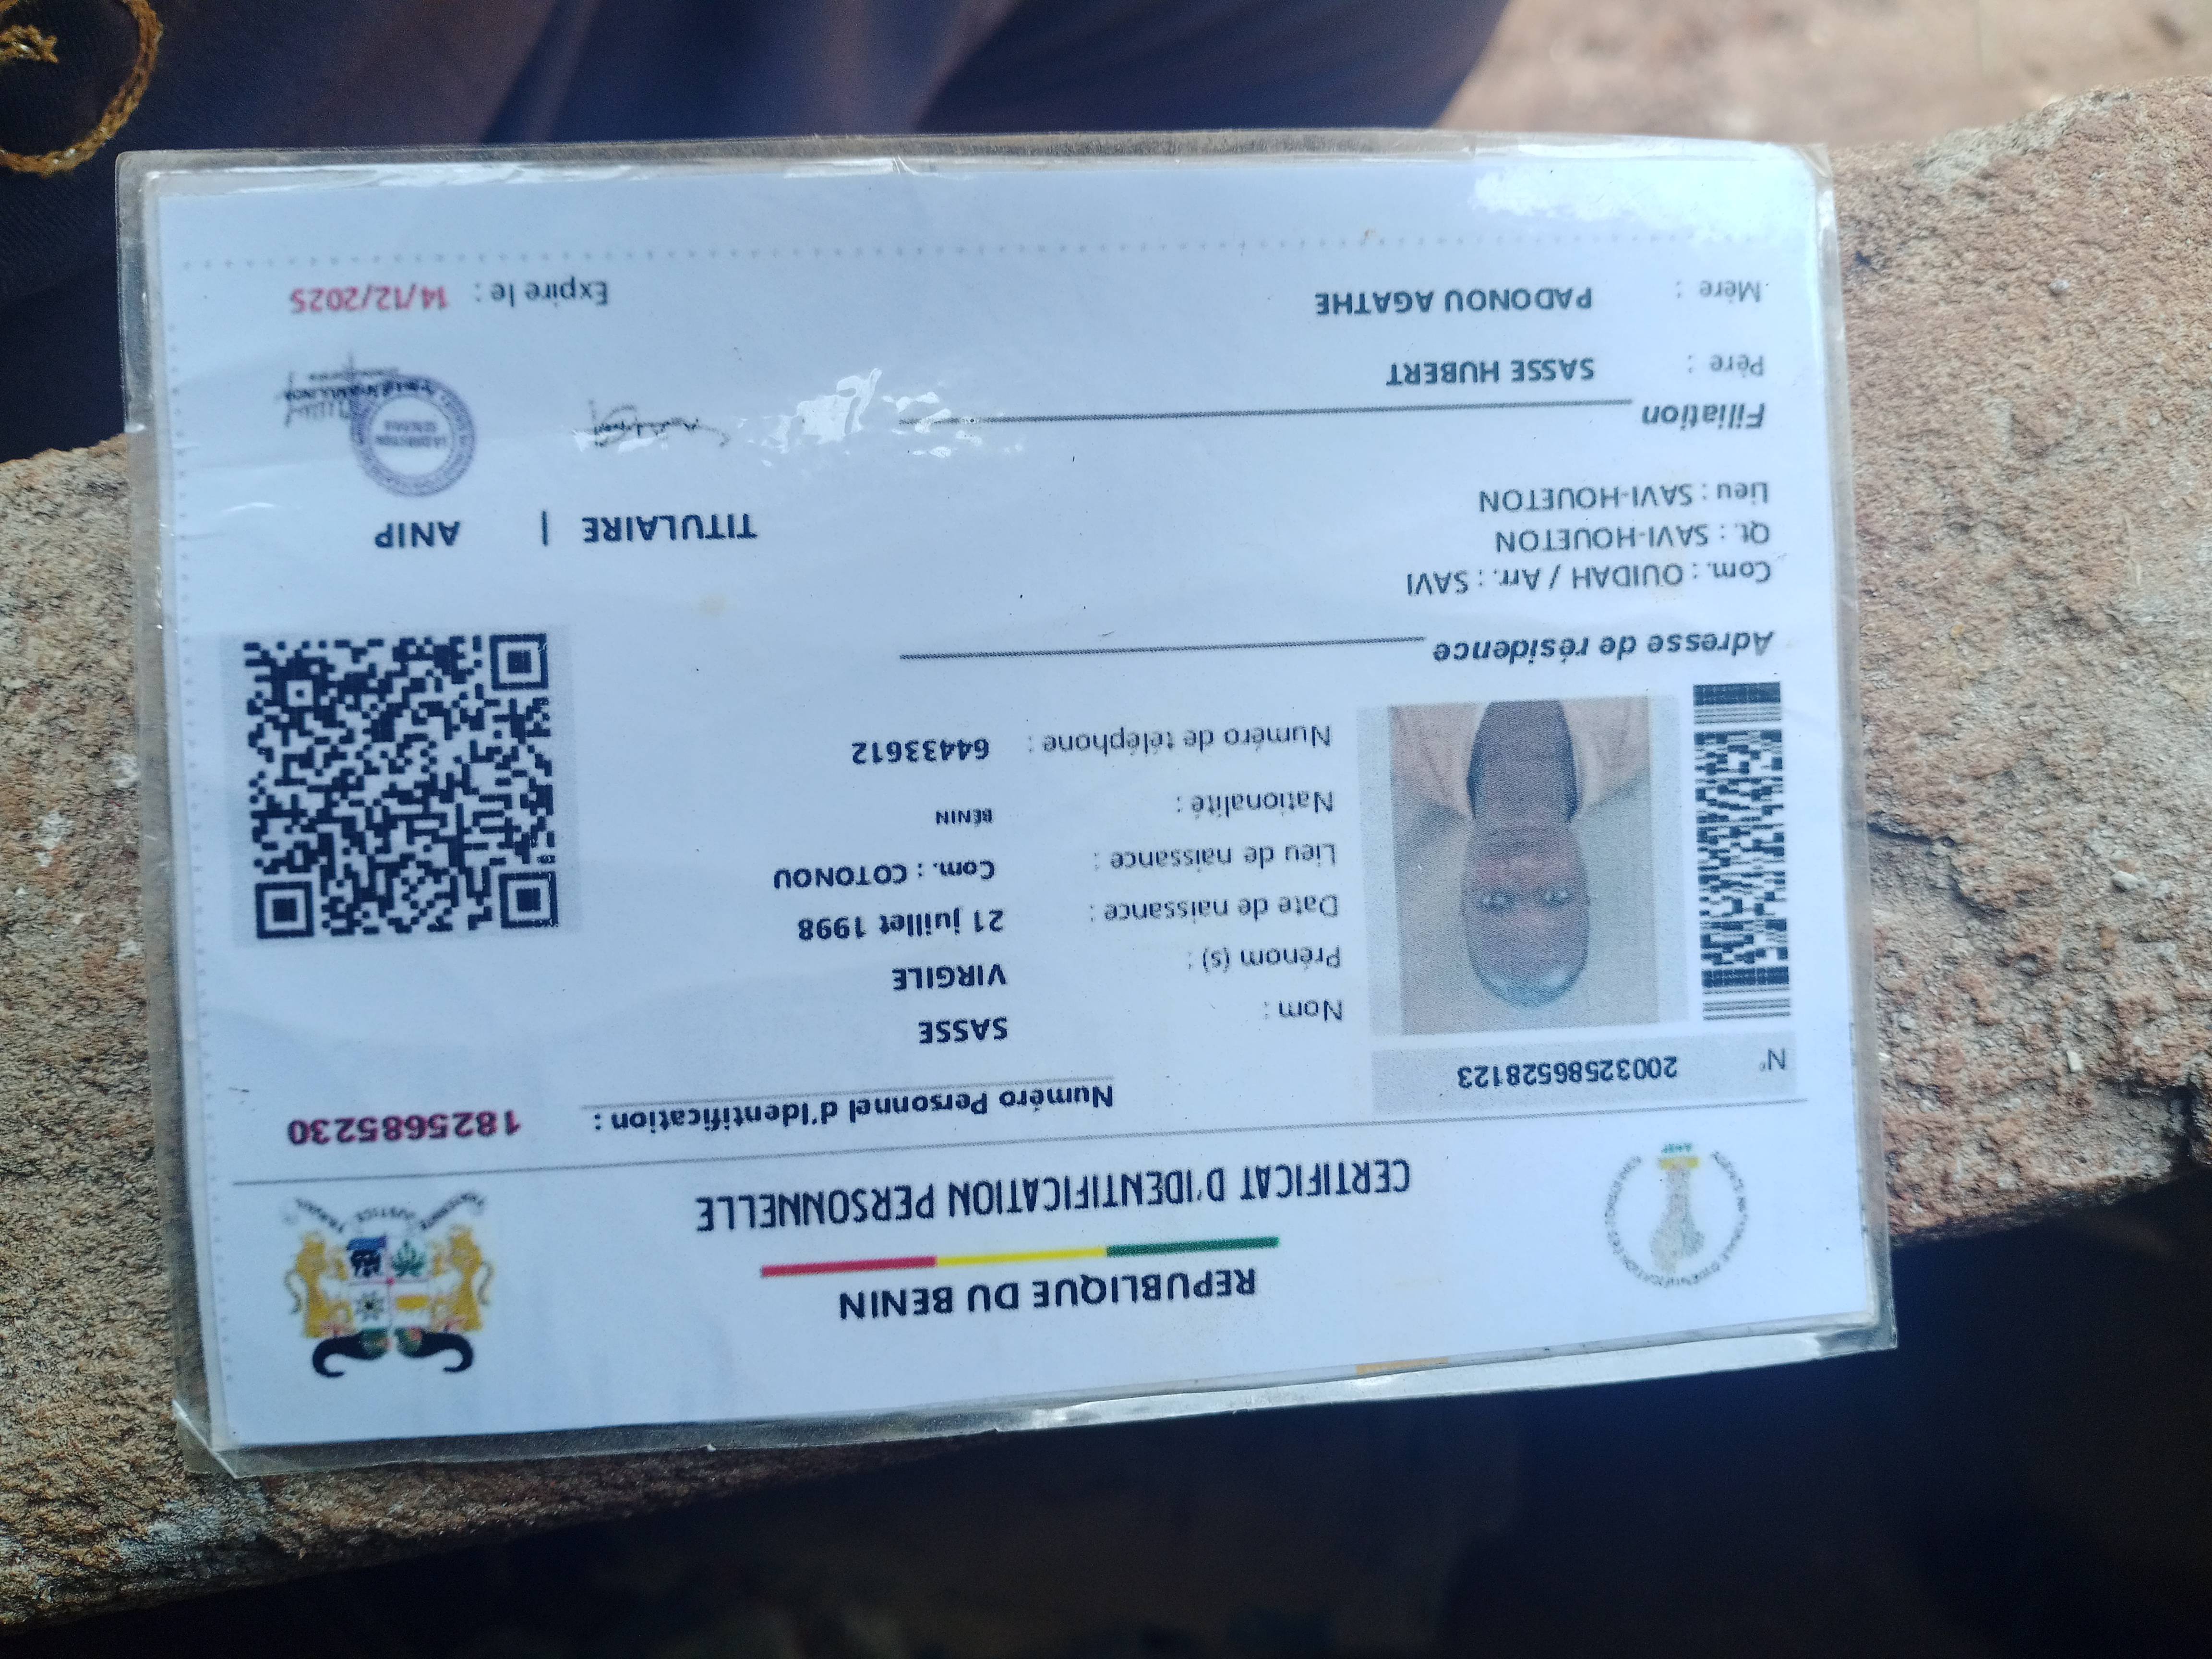 REPUBLIQUE DU BENIN
CERTIFICAT D'IDENTIFICATION PERSONNELLE
Numéro Personnel d'Identification : 1825685230
N° 20032586528123
Nom : SASSE
Prénom (s) : VIRGILE
Date de naissance : 21 juillet 1998
Lieu de naissance : Com. : COTONOU
Nationalité : BÉNIN
Numéro de téléphone : 64433612
Adresse de résidence
Com. : OUIDAH / Arr. : SAVI
Qt. : SAVI-HOUETON
Lieu : SAVI-HOUETON
TITULAIRE | ANIP
LA DIRECTION
GENERALE
Filiation
Père : SASSE HUBERT
Mère : PADONOU AGATHE
Expire le : 14/12/2025